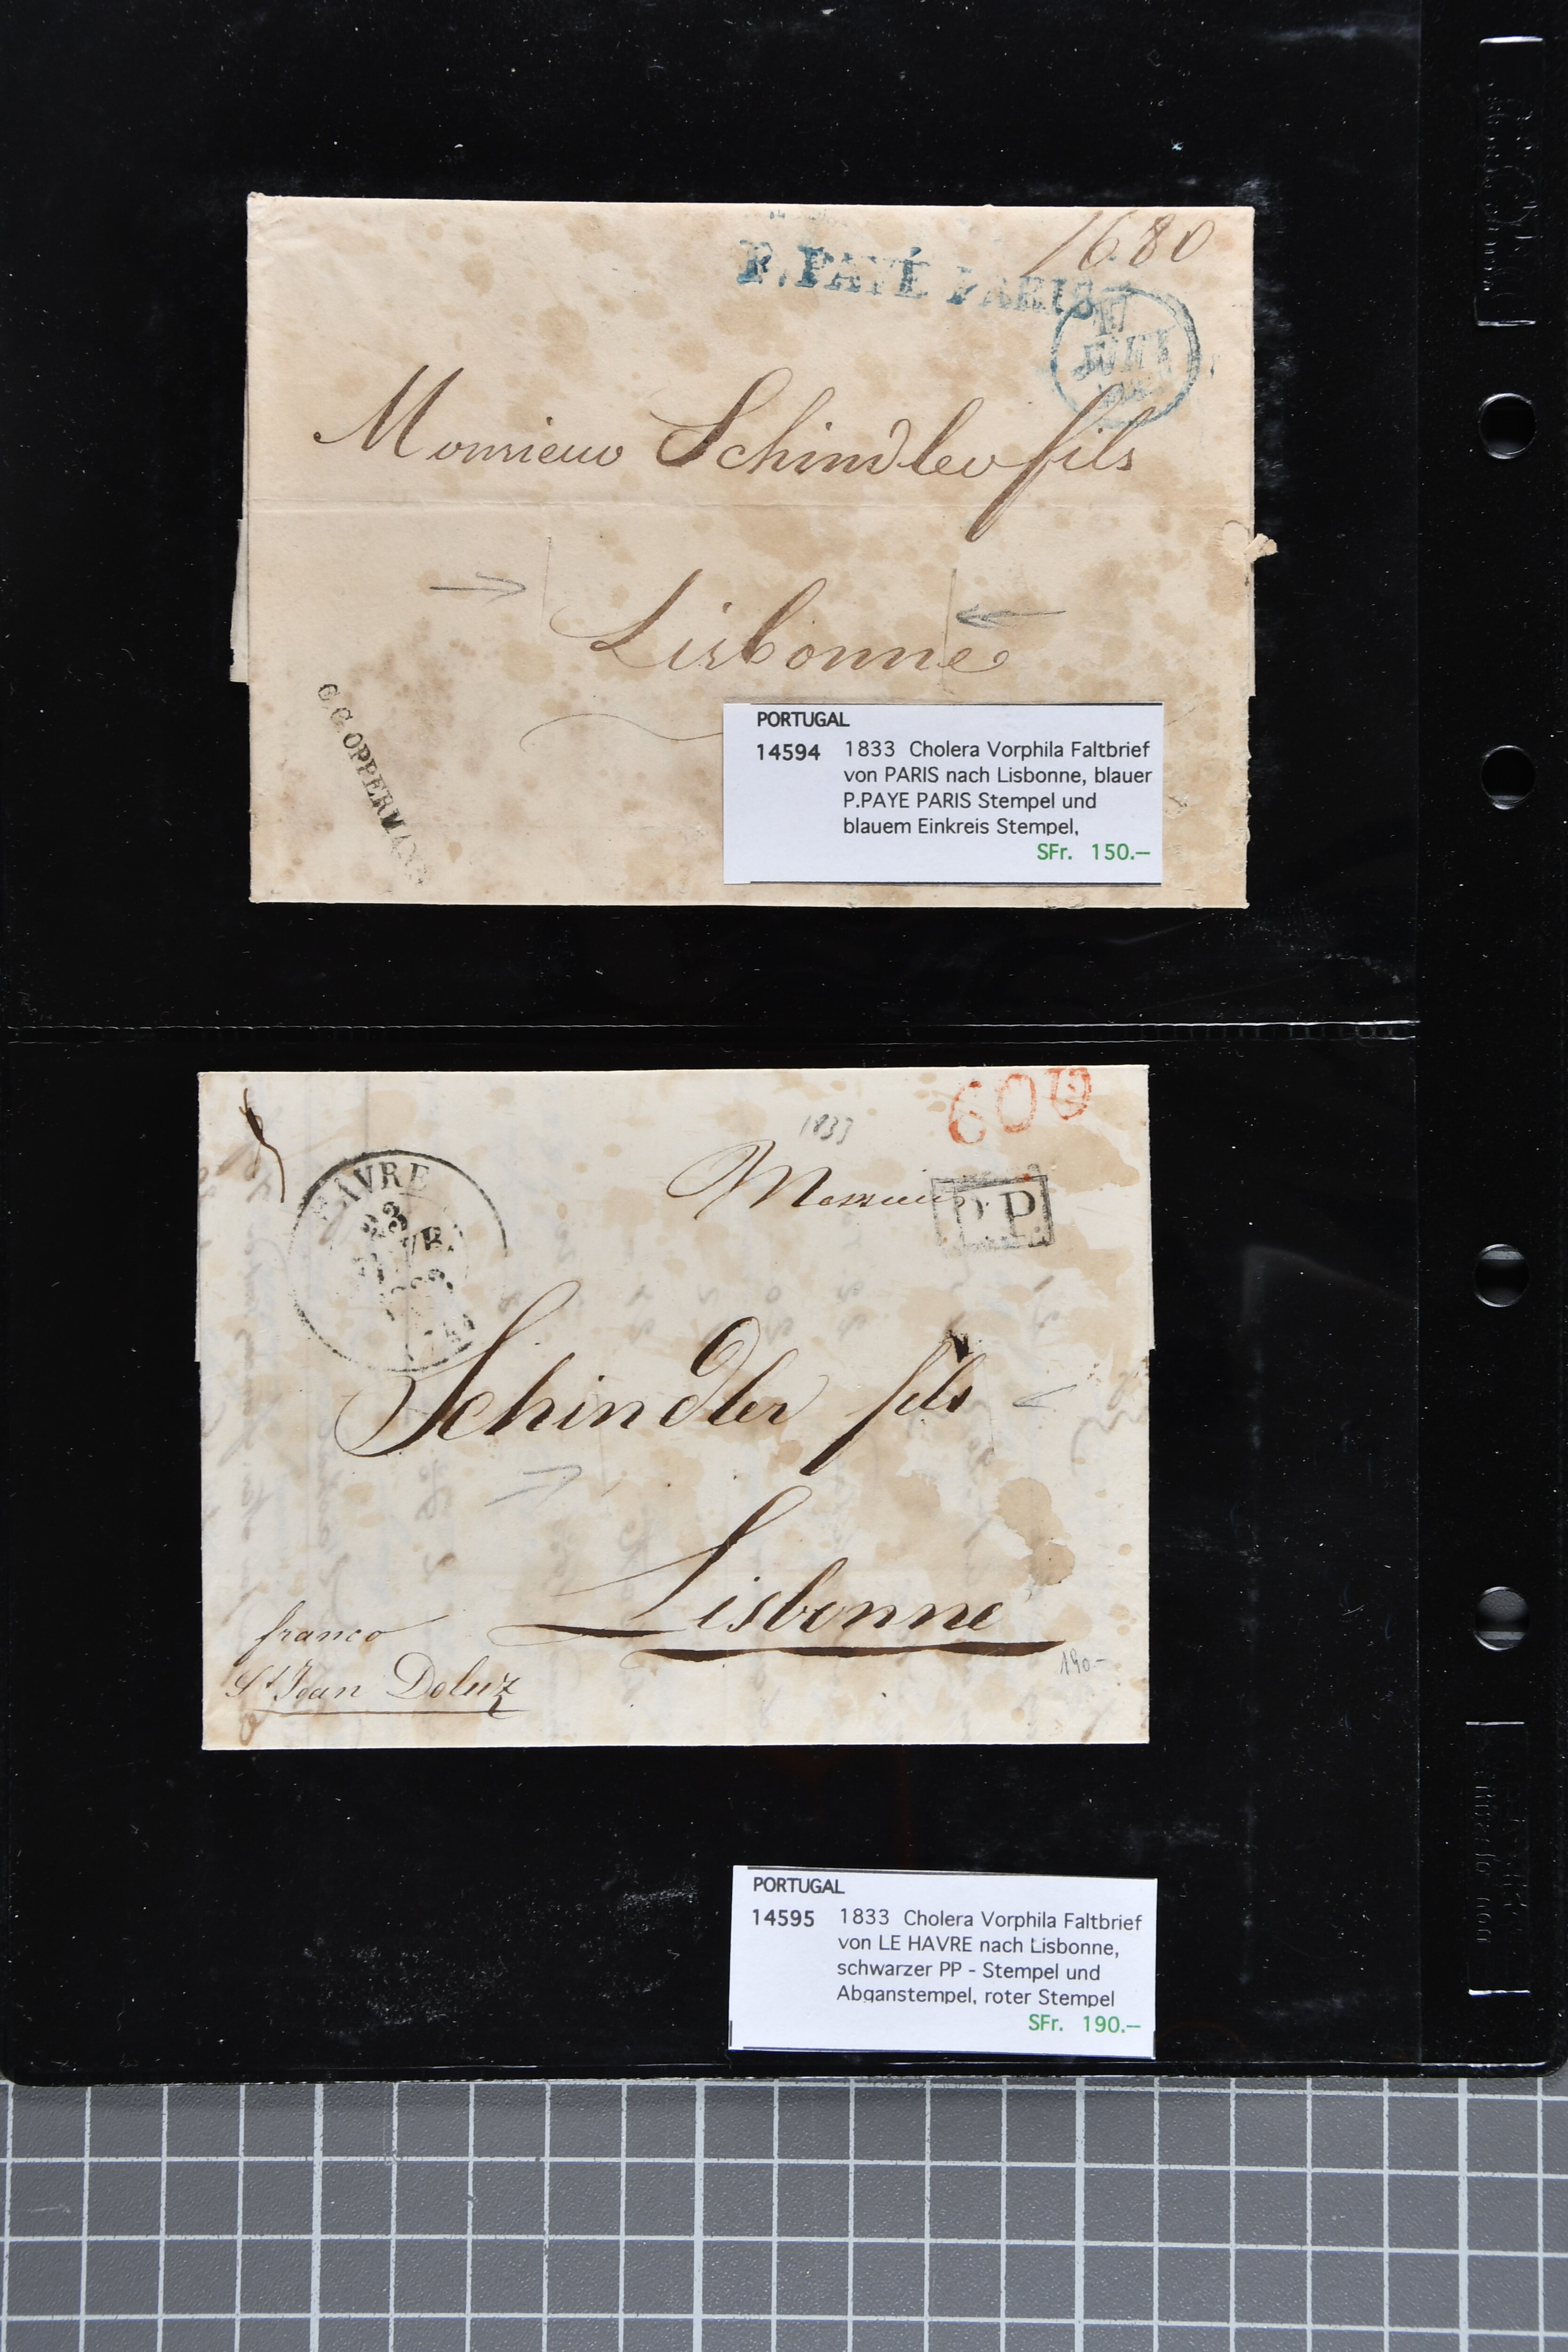 1680
P. PAYÉ PARIS
JUIN
Monsieur Schindler fils
Lisbonne
C.C. OPPERMANN
PORTUGAL
14594 1833 Cholera Vorphila Faltbrief
von PARIS nach Lisbonne, blauer
P.PAYE PARIS Stempel und
blauem Einkreis Stempel,
SFr. 150.—
600
1833
HAVRE
Monsieur
P.P.
Schindler fils
Lisbonne
franco
St Jean Deluz
190.-
PORTUGAL
14595 1833 Cholera Vorphila Faltbrief
von LE HAVRE nach Lisbonne,
schwarzer PP - Stempel und
Abganstempel, roter Stempel
SFr. 190.—